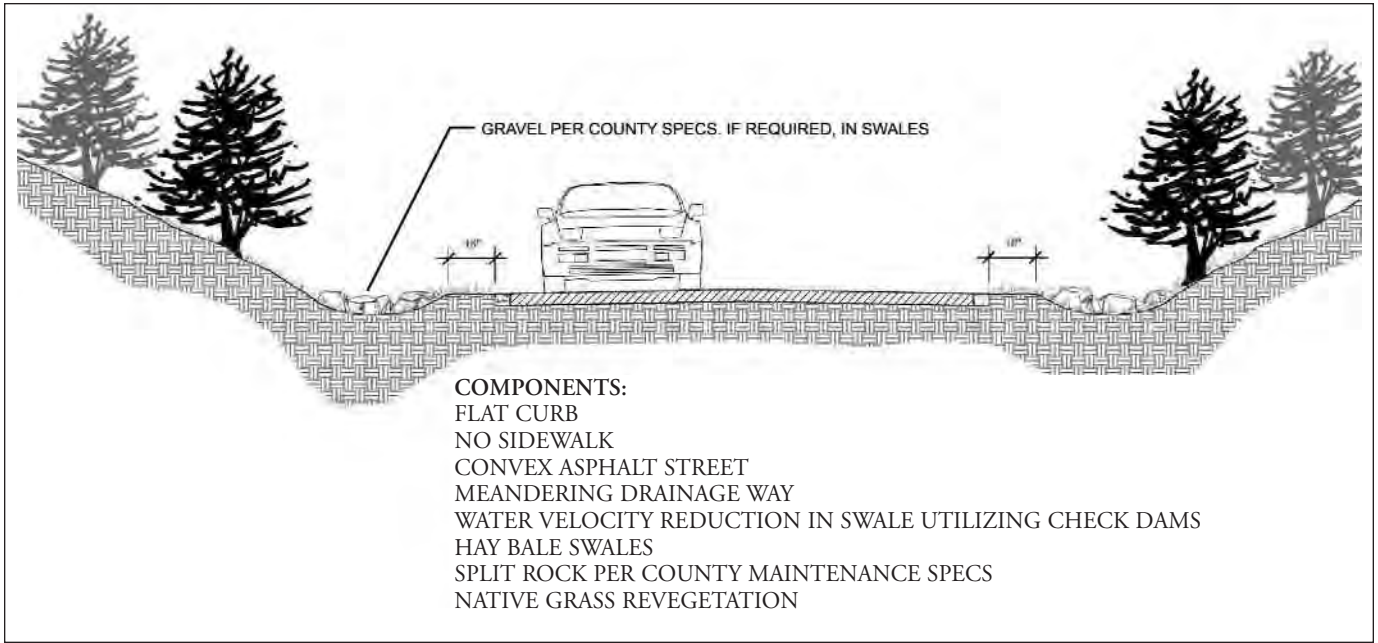 GRAVEL PER COUNTY SPECS. IF REQUIRED, IN SWALES
COMPONENTS:
FLAT CURB
NO SIDEWALK
CONVEX ASPHALT STREET
MEANDERING DRAINAGE WAY
WATER VELOCITY REDUCTION IN SWALE UTILIZING CHECK DAMS
HAY BALE SWALES
SPLIT ROCK PER COUNTY MAINTENANCE SPECS
NATIVE GRASS REVEGETATION